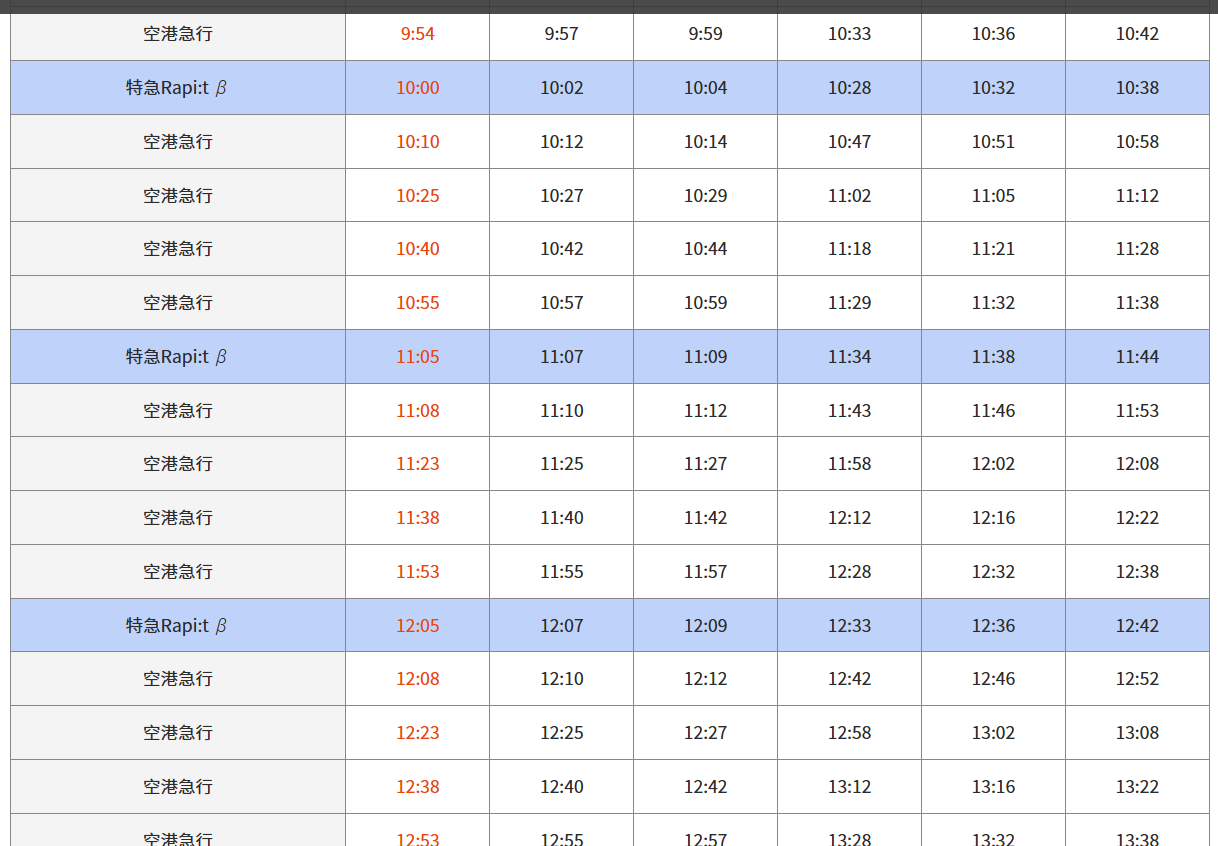 空港急行 9:54 9:57 9:59 10:33 10:36 10:42
特急Rapi:t β 10:00 10:02 10:04 10:28 10:32 10:38
空港急行 10:10 10:12 10:14 10:47 10:51 10:58
空港急行 10:25 10:27 10:29 11:02 11:05 11:12
空港急行 10:40 10:42 10:44 11:18 11:21 11:28
空港急行 10:55 10:57 10:59 11:29 11:32 11:38
特急Rapi:t β 11:05 11:07 11:09 11:34 11:38 11:44
空港急行 11:08 11:10 11:12 11:43 11:46 11:53
空港急行 11:23 11:25 11:27 11:58 12:02 12:08
空港急行 11:38 11:40 11:42 12:12 12:16 12:22
空港急行 11:53 11:55 11:57 12:28 12:32 12:38
特急Rapi:t β 12:05 12:07 12:09 12:33 12:36 12:42
空港急行 12:08 12:10 12:12 12:42 12:46 12:52
空港急行 12:23 12:25 12:27 12:58 13:02 13:08
空港急行 12:38 12:40 12:42 13:12 13:16 13:22
空港急行 12:53 12:55 12:57 13:28 13:32 13:38